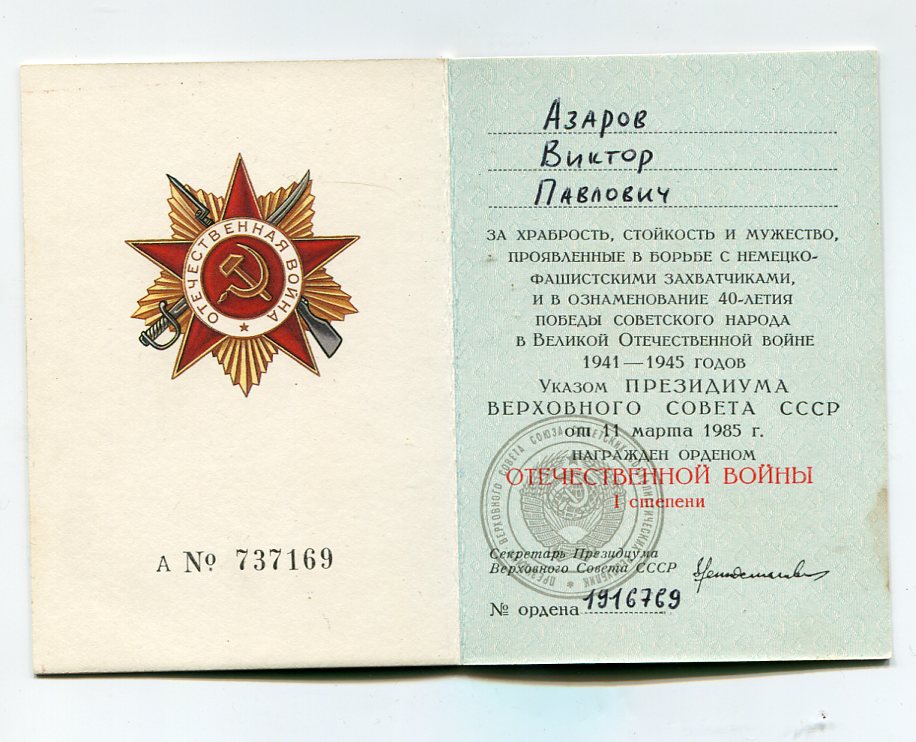 ОТЕЧЕСТВЕННАЯ ВОЙНА
А № 737169
Азаров
Виктор
Павлович
ЗА ХРАБРОСТЬ, СТОЙКОСТЬ И МУЖЕСТВО,
ПРОЯВЛЕННЫЕ В БОРЬБЕ С НЕМЕЦКО-
ФАШИСТСКИМИ ЗАХВАТЧИКАМИ,
И В ОЗНАМЕНОВАНИЕ 40-ЛЕТИЯ
ПОБЕДЫ СОВЕТСКОГО НАРОДА
В ВЕЛИКОЙ ОТЕЧЕСТВЕННОЙ ВОЙНЕ
1941—1945 ГОДОВ
УКАЗОМ ПРЕЗИДИУМА
ВЕРХОВНОГО СОВЕТА СССР
от 11 марта 1985 г.
НАГРАЖДЕН ОРДЕНОМ
ОТЕЧЕСТВЕННОЙ ВОЙНЫ
I степени
Секретарь Президиума
Верховного Совета СССР
№ ордена 1916769